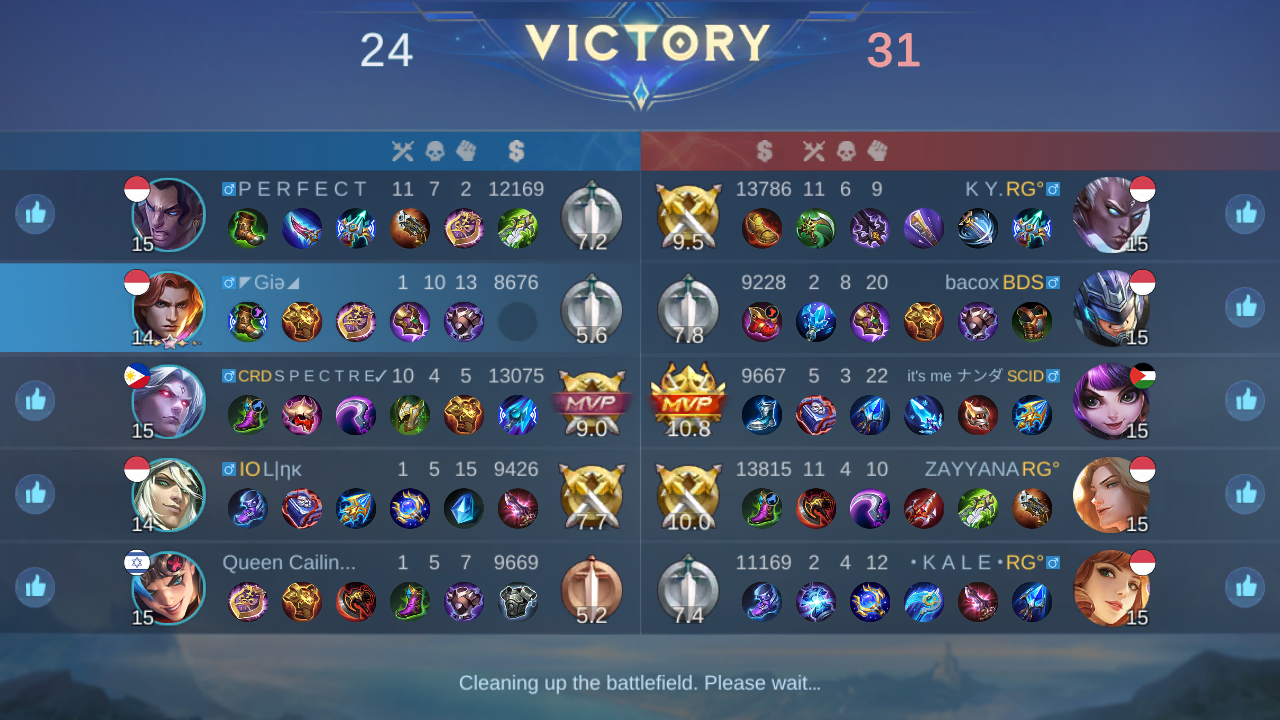 24 VICTORY 31
PERFECT 11 7 2 12169 7.2 15
9.5 13786 11 6 9 KY.RG° 15
◤Giə◢ 1 10 13 8676 5.6 14
7.8 9228 2 8 20 bacox BDS 15
CRD SPECTRE✓ 10 4 5 13075 MVP 9.0 15
MVP 10.8 9667 5 3 22 it's me ナンダ SCID 15
IO L|ηκ 1 5 15 9426 7.7 14
10.0 13815 11 4 10 ZAYYANA RG° 15
Queen Cailin... 1 5 7 9669 5.2 15
7.4 11169 2 4 12 •KALE•RG° 15
Cleaning up the battlefield. Please wait...